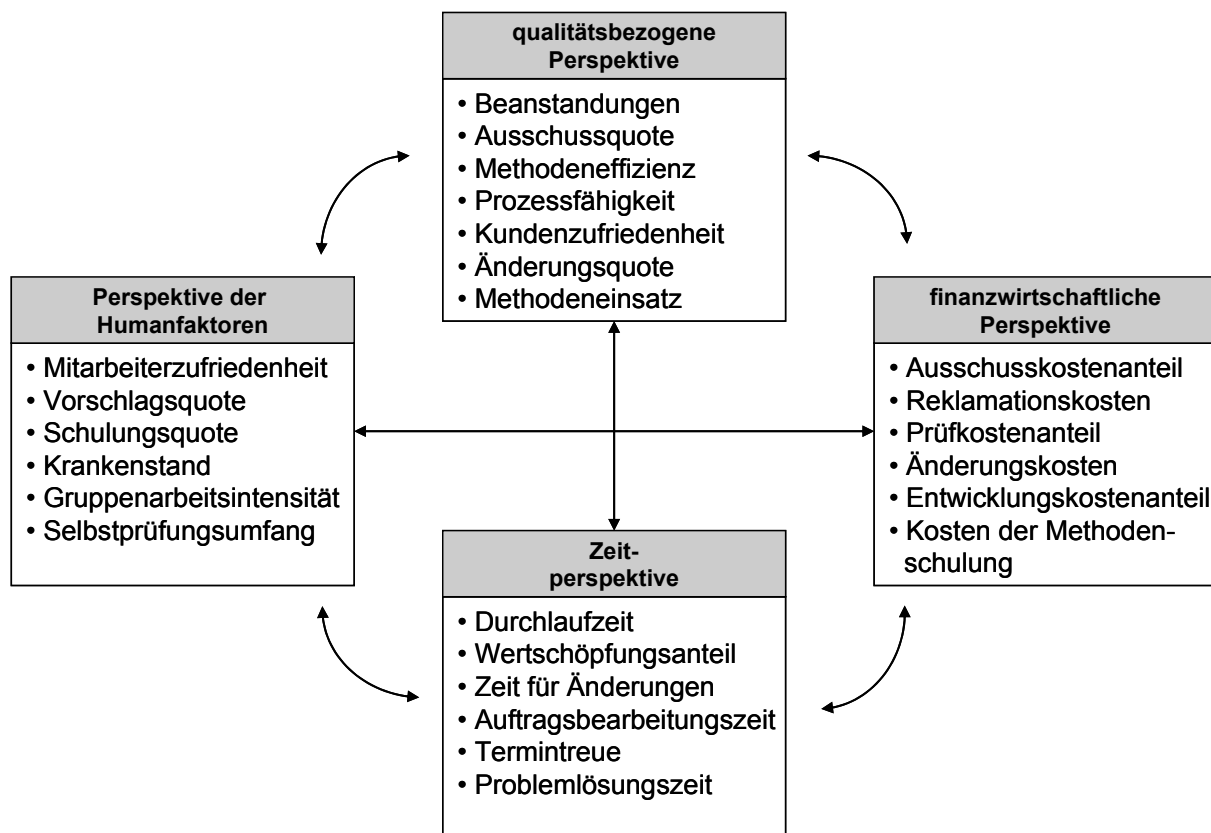 qualitätsbezogene
Perspektive
• Beanstandungen
• Ausschussquote
• Methodeneffizienz
• Prozessfähigkeit
• Kundenzufriedenheit
• Änderungsquote
• Methodeneinsatz
Perspektive der
Humanfaktoren
• Mitarbeiterzufriedenheit
• Vorschlagsquote
• Schulungsquote
• Krankenstand
• Gruppenarbeitsintensität
• Selbstprüfungsumfang
finanzwirtschaftliche
Perspektive
• Ausschusskostenanteil
• Reklamationskosten
• Prüfkostenanteil
• Änderungskosten
• Entwicklungskostenanteil
• Kosten der Methoden-
schulung
Zeit-
perspektive
• Durchlaufzeit
• Wertschöpfungsanteil
• Zeit für Änderungen
• Auftragsbearbeitungszeit
• Termintreue
• Problemlösungszeit